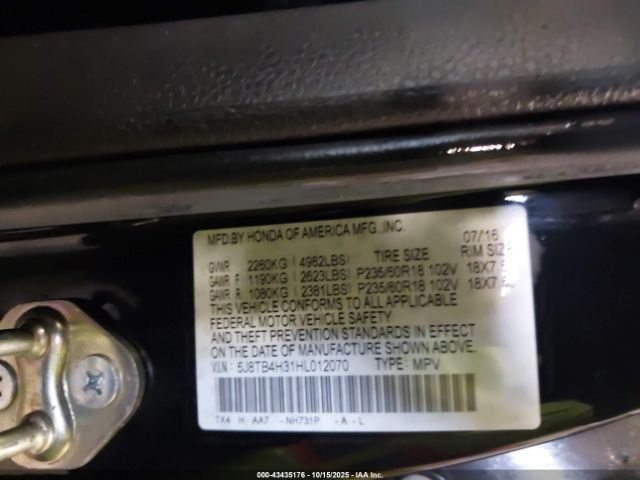 MFD.BY HONDA OF AMERICA MFG.,INC. 07/16
GVWR 2260KG (4982LBS) TIRE SIZE RIM SIZE
GAWR F 1190KG (2623LBS) P235/60R18 102V 18X7.5
GAWR R 1080KG (2381LBS) P235/60R18 102V 18X7.5
THIS VEHICLE CONFORMS TO ALL APPLICABLE
FEDERAL MOTOR VEHICLE SAFETY
AND THEFT PREVENTION STANDARDS IN EFFECT
ON THE DATE OF MANUFACTURE SHOWN ABOVE.
V.I.N.: 5J8TB4H31HL012070 TYPE: MPV
TX4 H AA7 -NH731P -A -L
000-43435176 - 10/15/2025 - IAA Inc.